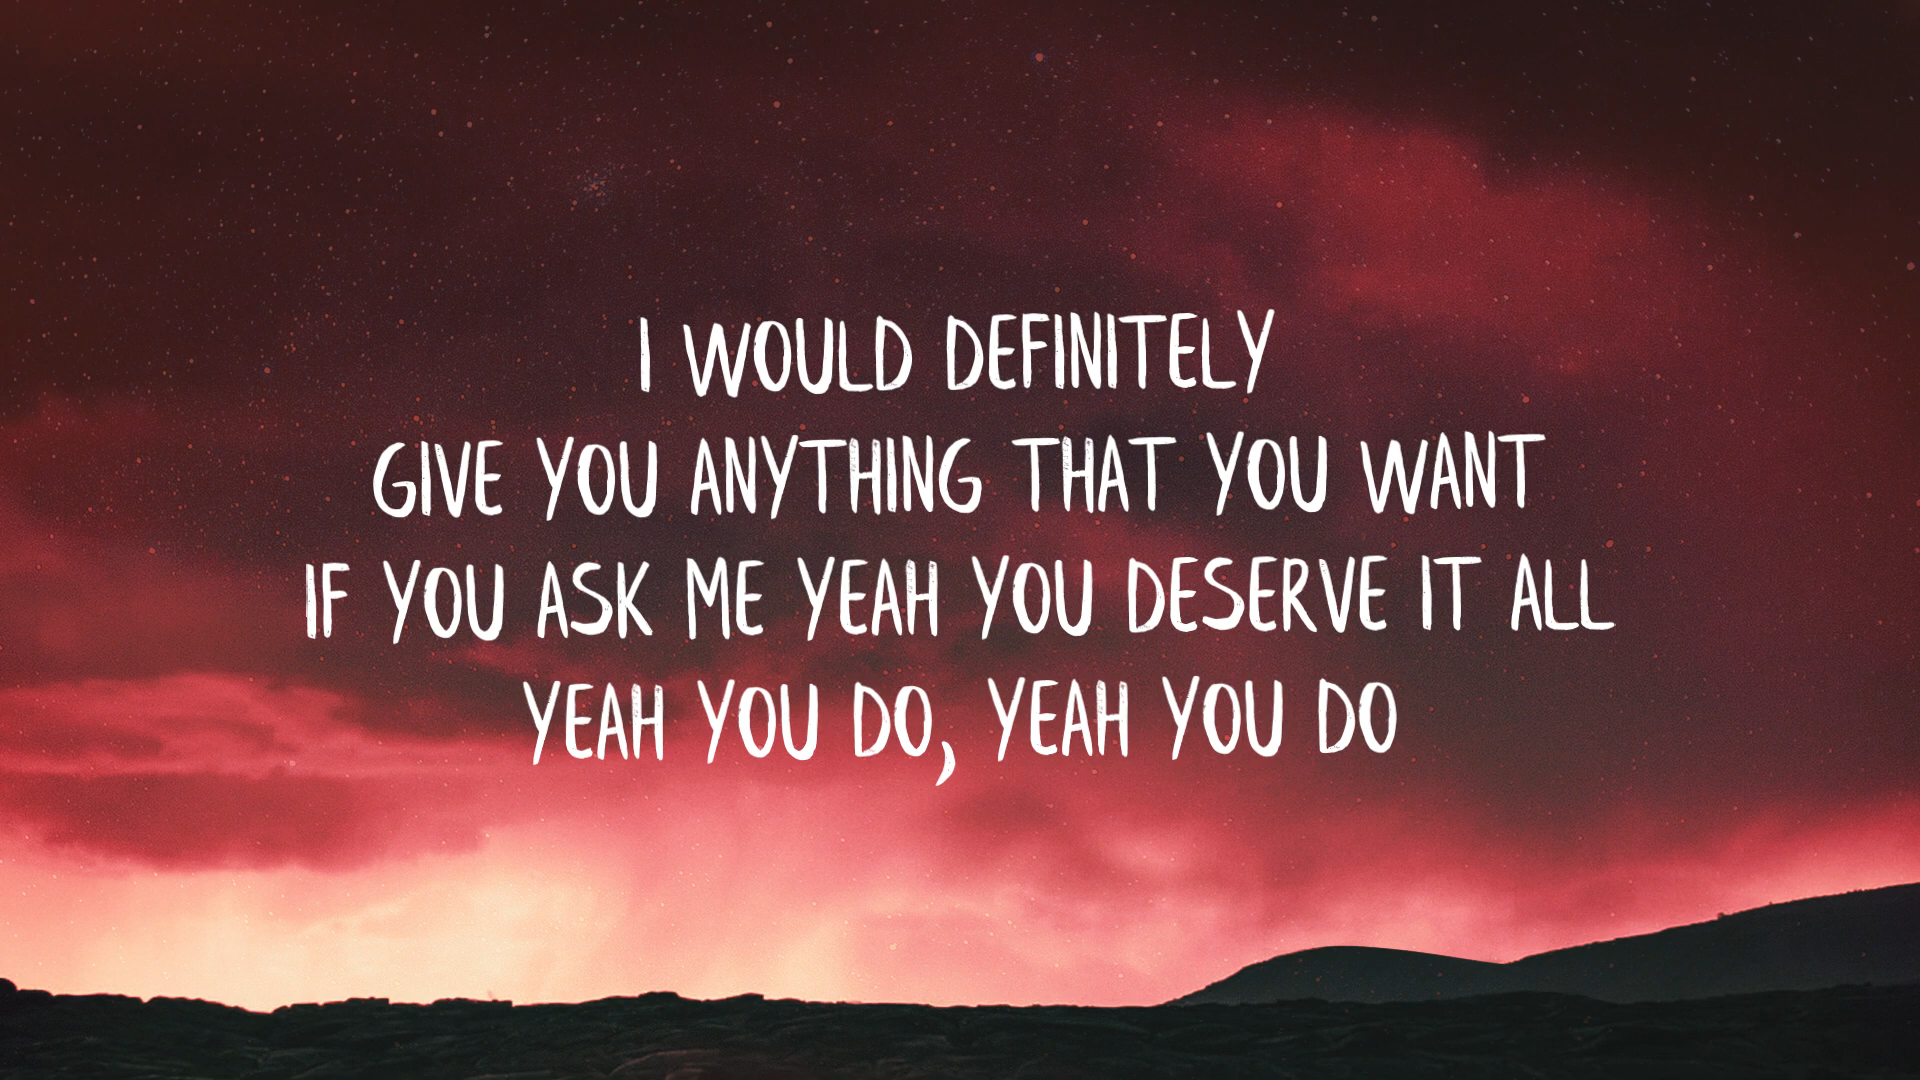 I WOULD DEFINITELY
GIVE YOU ANYTHING THAT YOU WANT
IF YOU ASK ME YEAH YOU DESERVE IT ALL
YEAH YOU DO, YEAH YOU DO